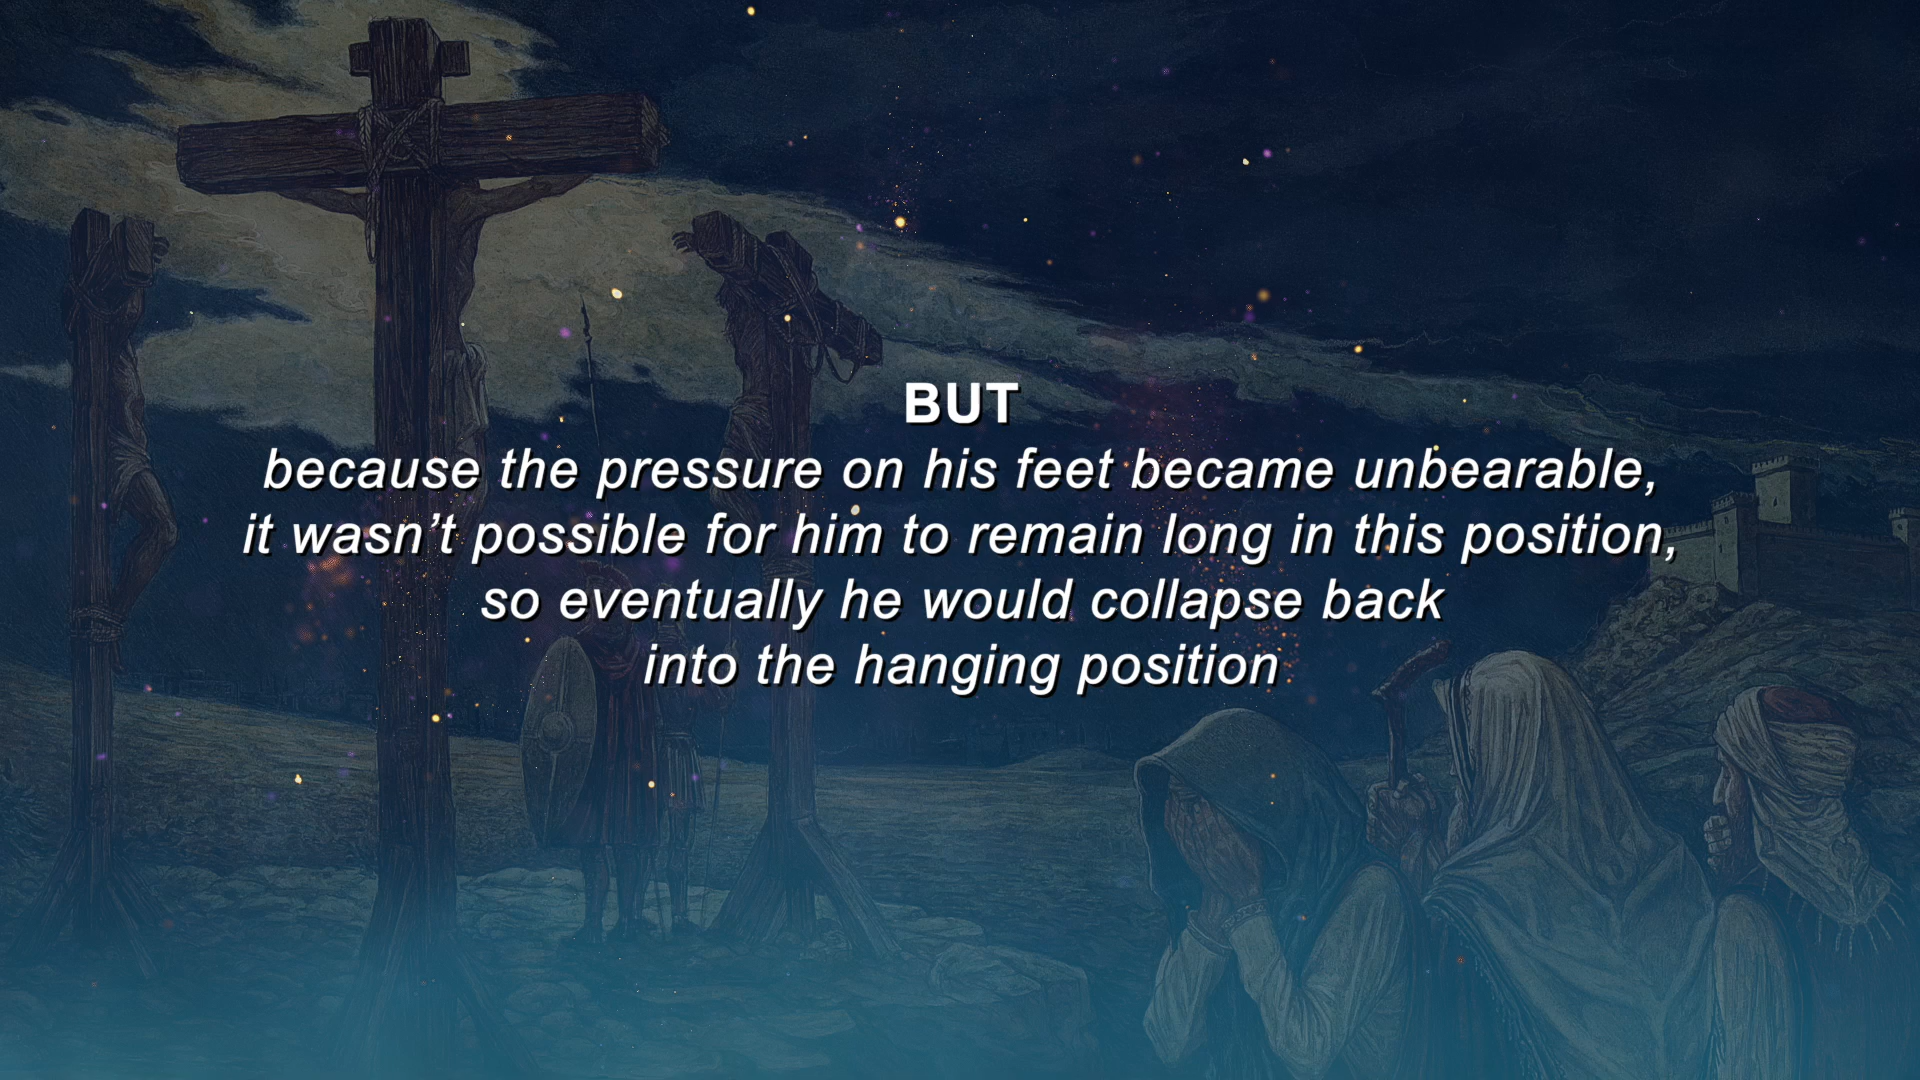 BUT
because the pressure on his feet became unbearable,
it wasn’t possible for him to remain long in this position,
so eventually he would collapse back
into the hanging position